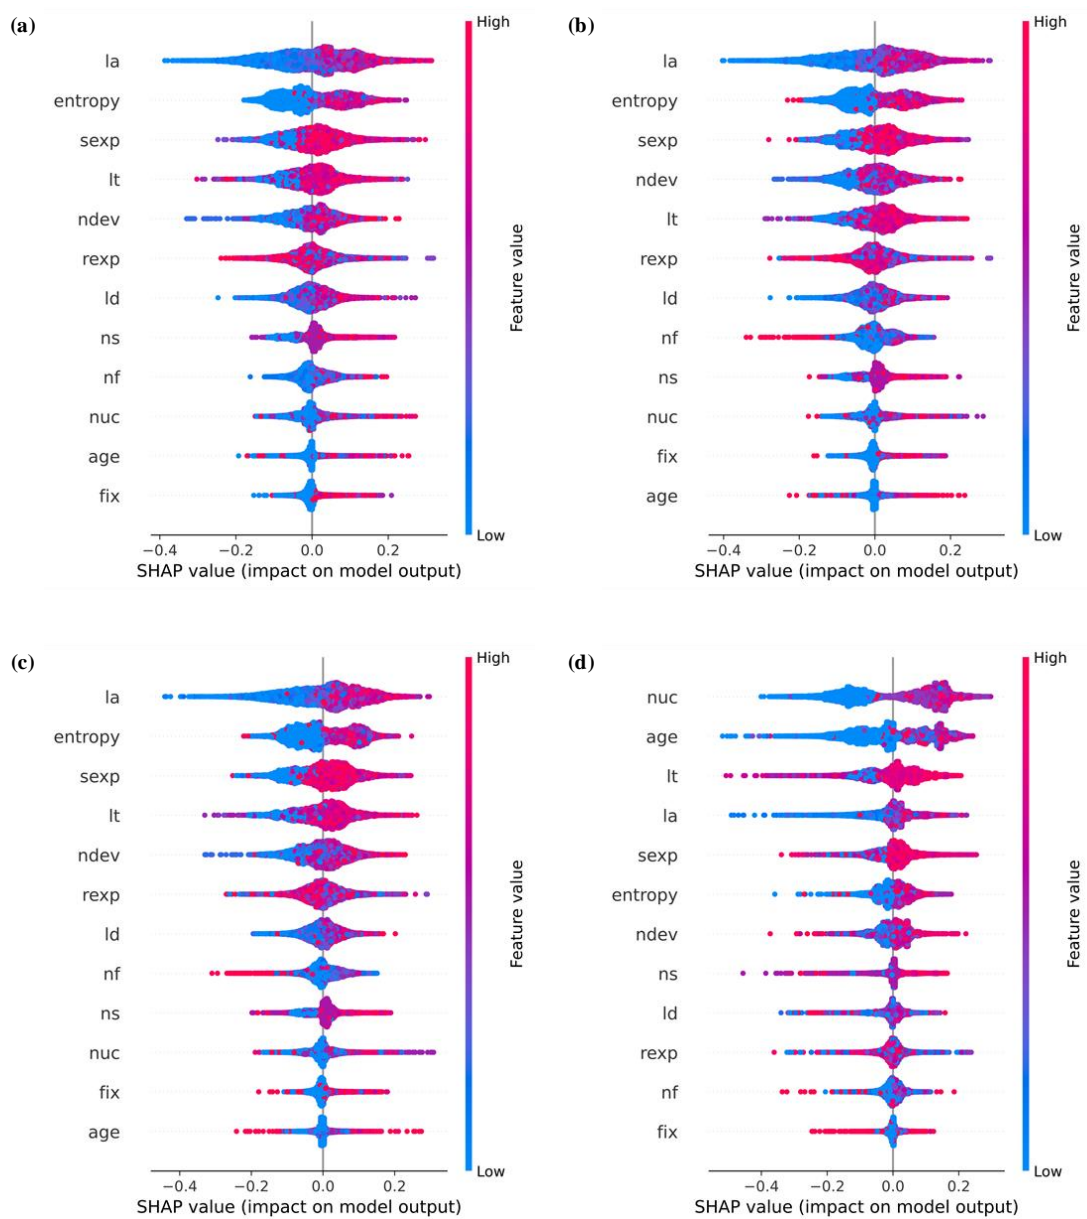 (a)
High
la
entropy
sexp
lt
ndev
rexp
ld
ns
nf
nuc
age
fix
Feature value
Low
−0.4 −0.2 0.0 0.2
SHAP value (impact on model output)
(b)
High
la
entropy
sexp
ndev
lt
rexp
ld
nf
ns
nuc
fix
age
Feature value
Low
−0.4 −0.2 0.0 0.2
SHAP value (impact on model output)
(c)
High
la
entropy
sexp
lt
ndev
rexp
ld
nf
ns
nuc
fix
age
Feature value
Low
−0.4 −0.2 0.0 0.2
SHAP value (impact on model output)
(d)
High
nuc
age
lt
la
sexp
entropy
ndev
ns
ld
rexp
nf
fix
Feature value
Low
−0.4 −0.2 0.0 0.2
SHAP value (impact on model output)